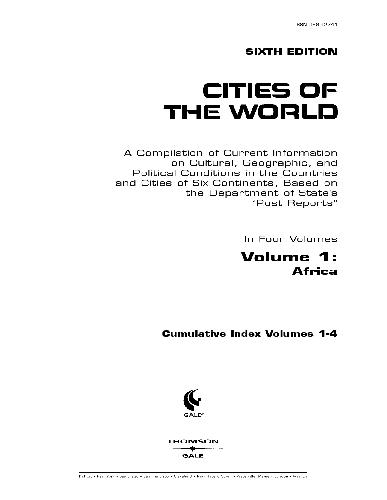 SIXTH EDITION
CITIES OF
THE WORLD
A Compilation of Current Information
on Cultural, Geographic, and
Political Conditions in the Countries
and Cities of Six Continents, Based on
the Department of State's
"Post Reports"
In Four Volumes
Volume 1:
Africa
Cumulative Index Volumes 1-4
GALE®
THOMSON
GALE